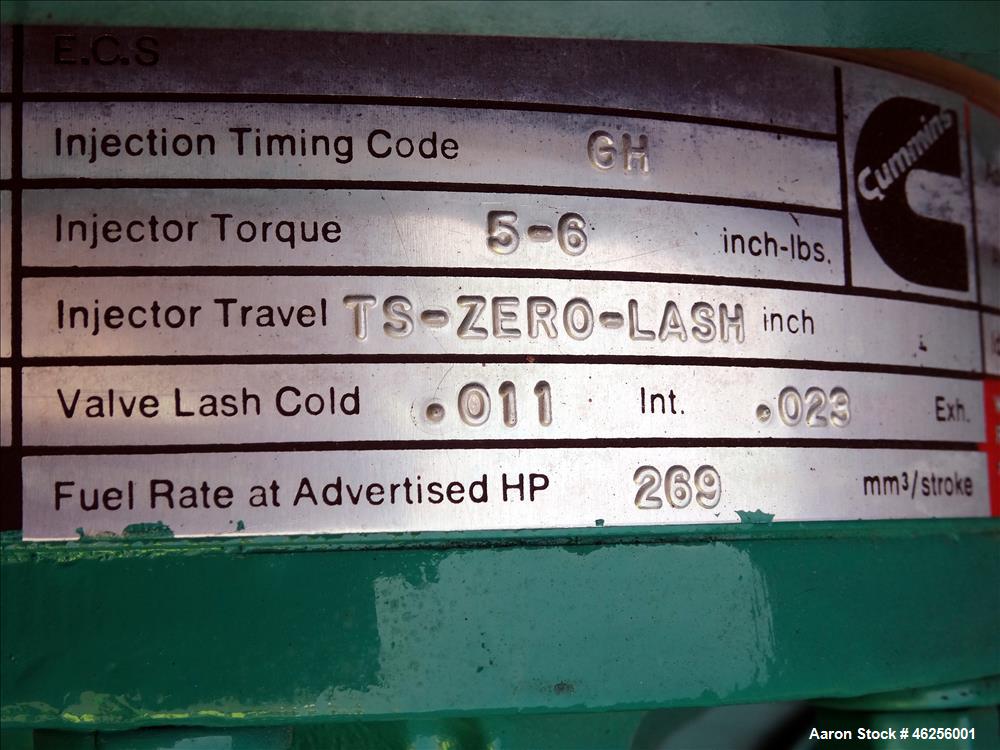 E.C.S
Cummins
Injection Timing Code GH
Injector Torque 5-6 inch-lbs.
Injector Travel TS-ZERO-LASH inch
Valve Lash Cold .011 Int. .023 Exh.
Fuel Rate at Advertised HP 269 mm³/stroke
Aaron Stock # 46256001